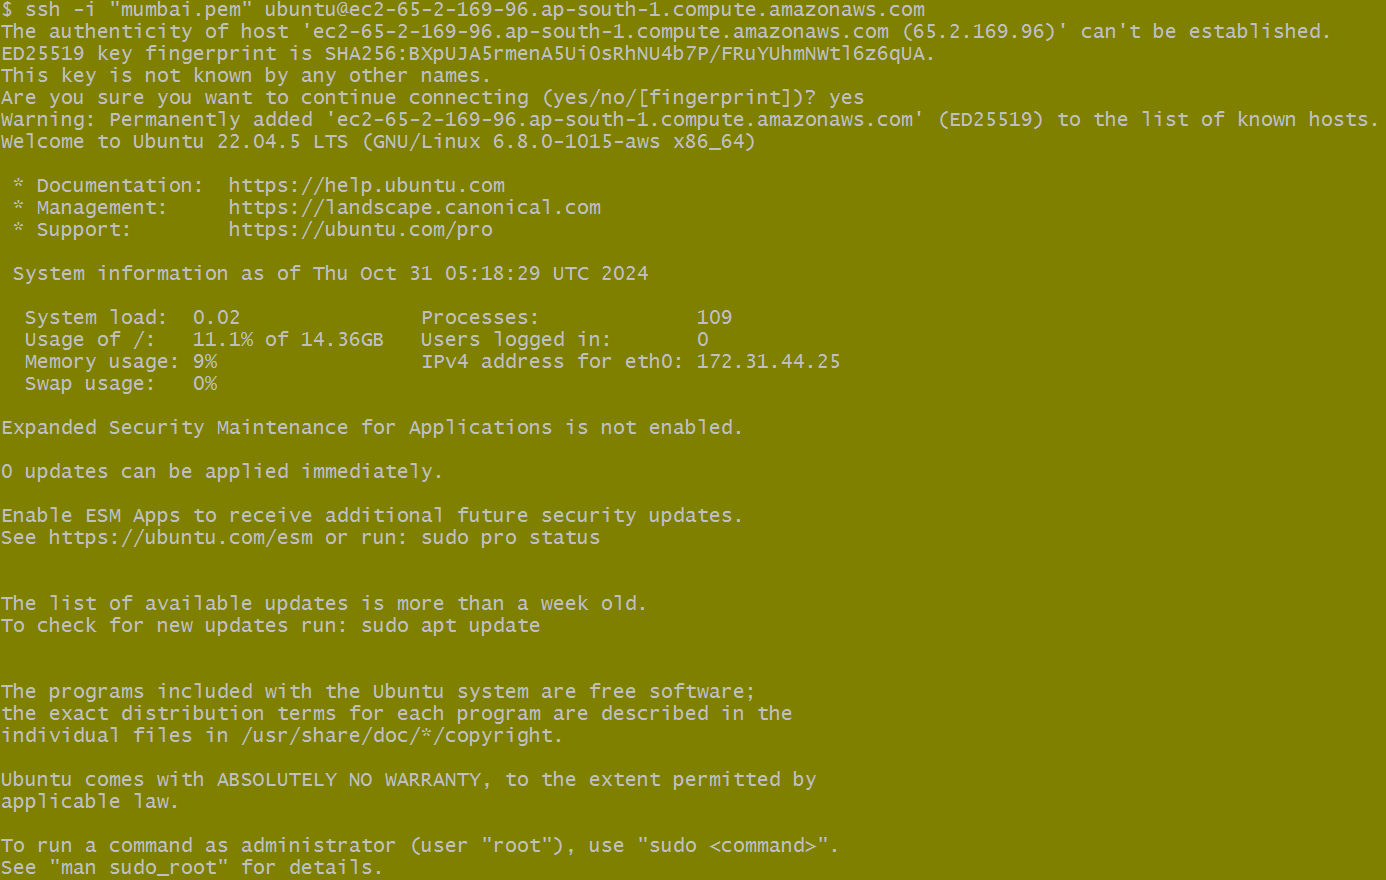 $ ssh -i "mumbai.pem" ubuntu@ec2-65-2-169-96.ap-south-1.compute.amazonaws.com
The authenticity of host 'ec2-65-2-169-96.ap-south-1.compute.amazonaws.com (65.2.169.96)' can't be established.
ED25519 key fingerprint is SHA256:BXpUJA5rmenA5UiOsRhNU4b7P/FRuYUhmNWtl6z6qUA.
This key is not known by any other names.
Are you sure you want to continue connecting (yes/no/[fingerprint])? yes
Warning: Permanently added 'ec2-65-2-169-96.ap-south-1.compute.amazonaws.com' (ED25519) to the list of known hosts.
Welcome to Ubuntu 22.04.5 LTS (GNU/Linux 6.8.0-1015-aws x86_64)

 * Documentation:  https://help.ubuntu.com
 * Management:     https://landscape.canonical.com
 * Support:        https://ubuntu.com/pro

 System information as of Thu Oct 31 05:18:29 UTC 2024

  System load:  0.02               Processes:             109
  Usage of /:   11.1% of 14.36GB   Users logged in:       0
  Memory usage: 9%                 IPv4 address for eth0: 172.31.44.25
  Swap usage:   0%

Expanded Security Maintenance for Applications is not enabled.

0 updates can be applied immediately.

Enable ESM Apps to receive additional future security updates.
See https://ubuntu.com/esm or run: sudo pro status


The list of available updates is more than a week old.
To check for new updates run: sudo apt update


The programs included with the Ubuntu system are free software;
the exact distribution terms for each program are described in the
individual files in /usr/share/doc/*/copyright.

Ubuntu comes with ABSOLUTELY NO WARRANTY, to the extent permitted by
applicable law.

To run a command as administrator (user "root"), use "sudo <command>".
See "man sudo_root" for details.